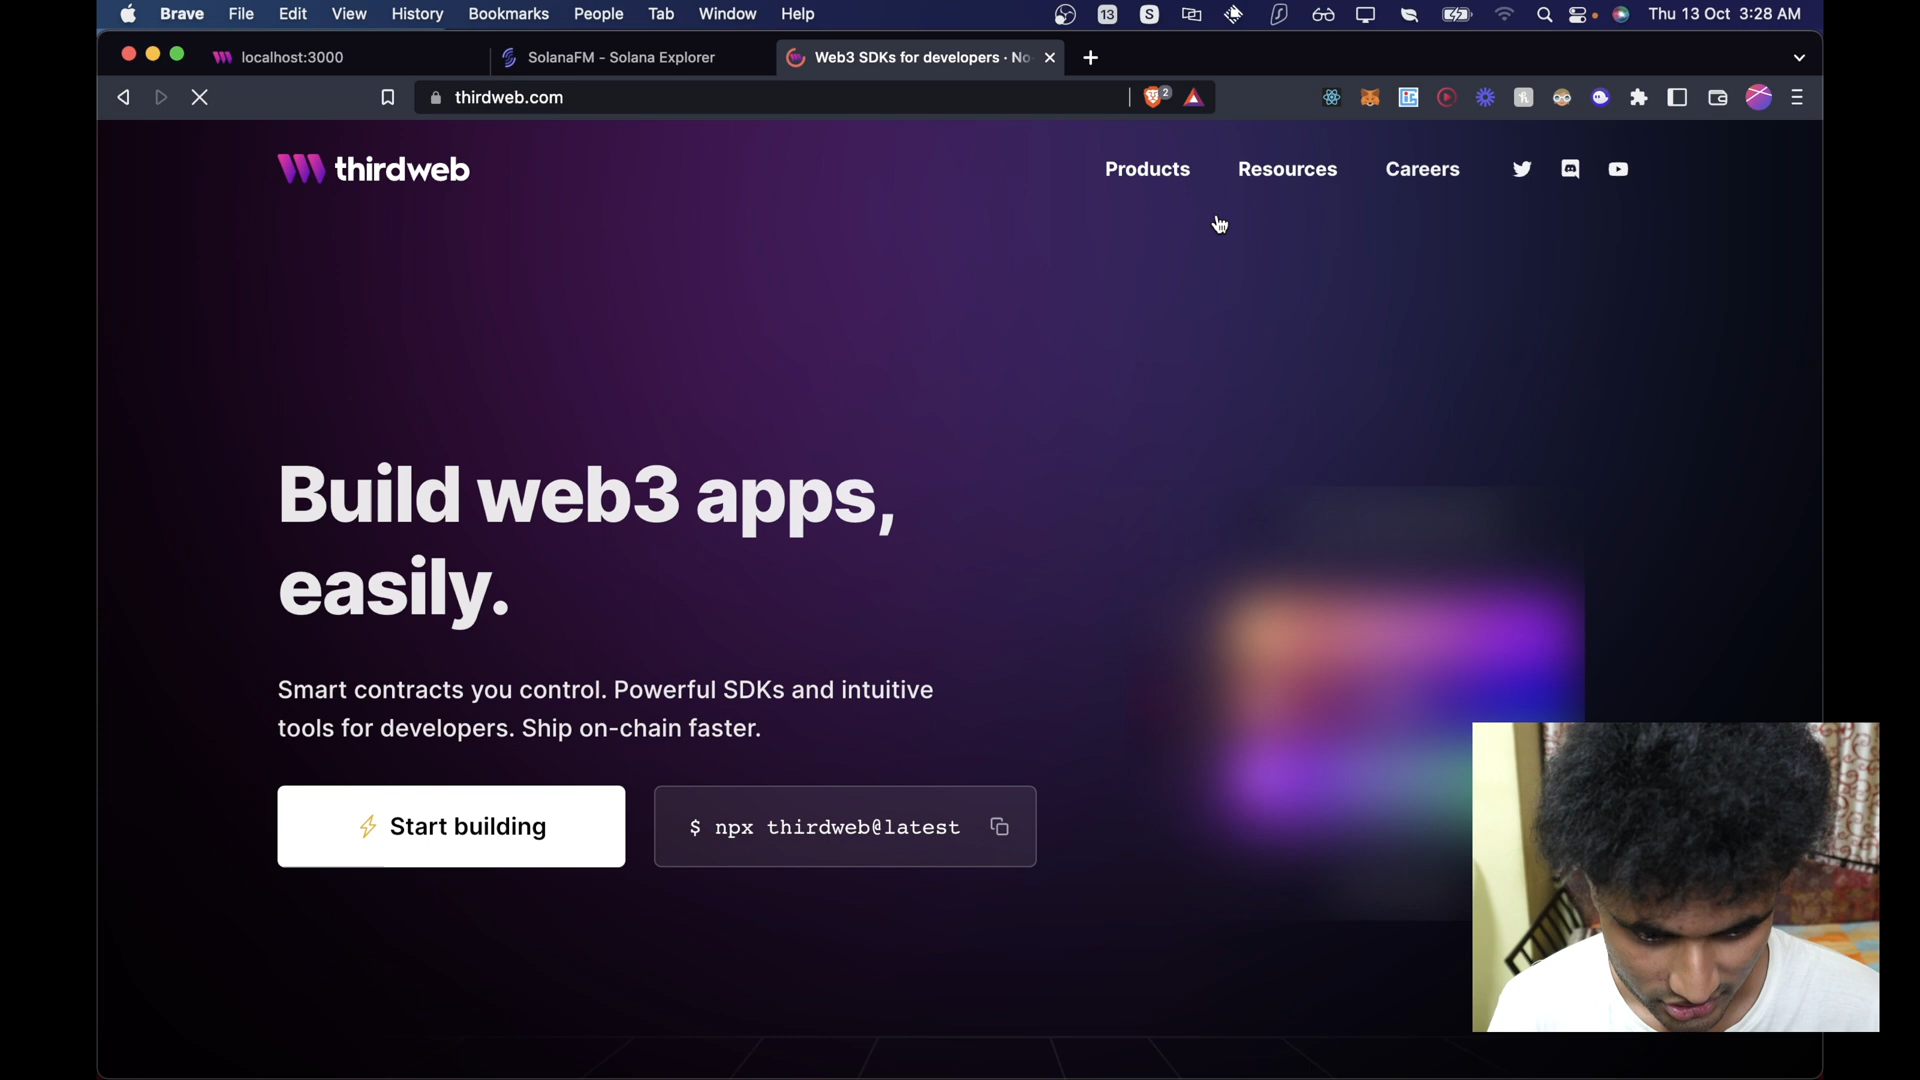 Brave File Edit View History Bookmarks People Tab Window Help 13 S Thu 13 Oct 3:28 AM
localhost:3000 SolanaFM - Solana Explorer Web3 SDKs for developers · No
thirdweb.com 2
thirdweb Products Resources Careers
Build web3 apps,
easily.
Smart contracts you control. Powerful SDKs and intuitive
tools for developers. Ship on-chain faster.
Start building $ npx thirdweb@latest